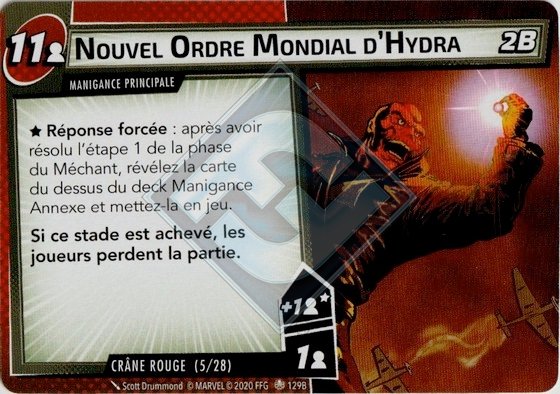 11
NOUVEL ORDRE MONDIAL D'HYDRA
2B
MANIGANCE PRINCIPALE
★ Réponse forcée : après avoir
résolu l'étape 1 de la phase
du Méchant, révélez la carte
du dessus du deck Manigance
Annexe et mettez-la en jeu.
Si ce stade est achevé, les
joueurs perdent la partie.
+1★
1
CRÂNE ROUGE (5/28)
Scott Drummond © MARVEL © 2020 FFG 129B